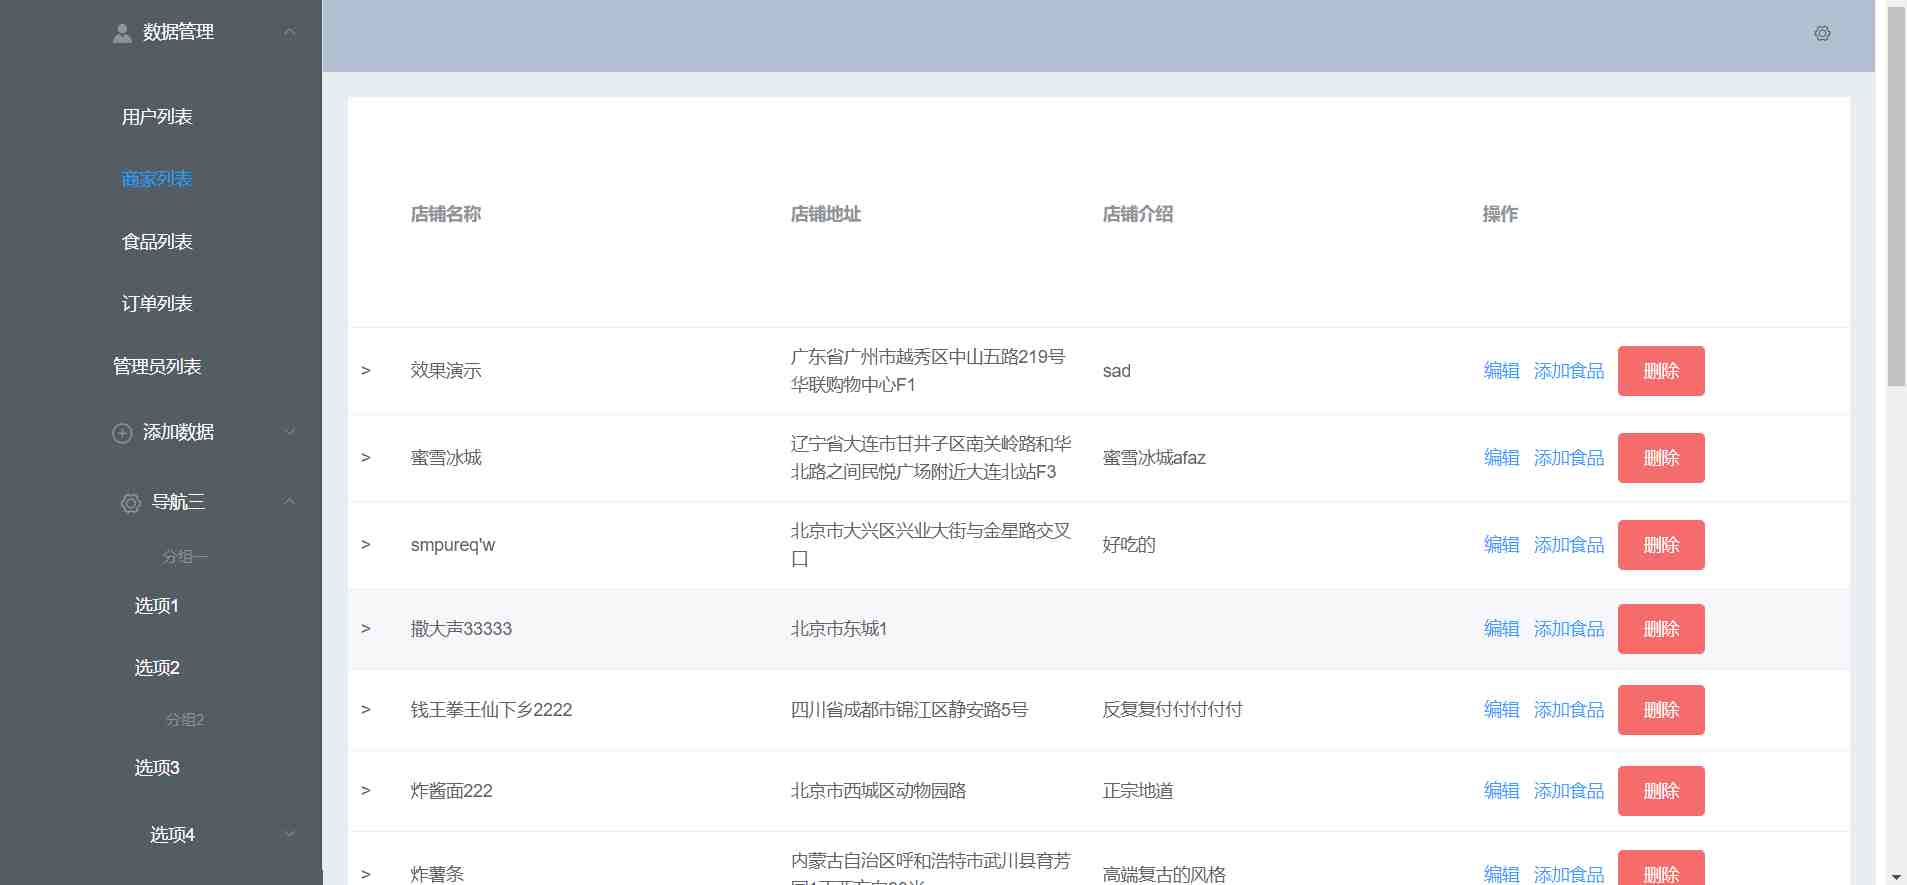 数据管理
用户列表
商家列表
食品列表
订单列表
管理员列表
添加数据
导航三
分组一
选项1
选项2
分组2
选项3
选项4
店铺名称 店铺地址 店铺介绍 操作
> 效果演示 广东省广州市越秀区中山五路219号 sad 编辑 添加食品 删除
华联购物中心F1
> 蜜雪冰城 辽宁省大连市甘井子区南关岭路和华 蜜雪冰城afaz 编辑 添加食品 删除
北路之间民悦广场附近大连北站F3
> smpureq'w 北京市大兴区兴业大街与金星路交叉 好吃的 编辑 添加食品 删除
口
> 撒大声33333 北京市东城1 编辑 添加食品 删除
> 钱王拳王仙下乡2222 四川省成都市锦江区静安路5号 反复复付付付付付 编辑 添加食品 删除
> 炸酱面222 北京市西城区动物园路 正宗地道 编辑 添加食品 删除
> 炸薯条 内蒙古自治区呼和浩特市武川县育芳 高端复古的风格 编辑 添加食品 删除